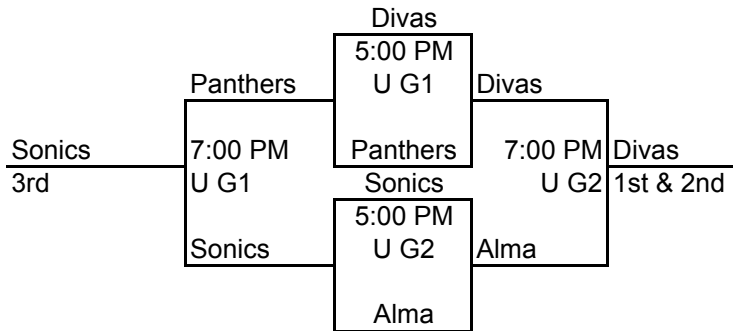 Divas
5:00 PM
Panthers U G1 Divas
Sonics 7:00 PM Panthers 7:00 PM Divas
3rd U G1 Sonics U G2 1st & 2nd
5:00 PM
Sonics U G2 Alma
Alma